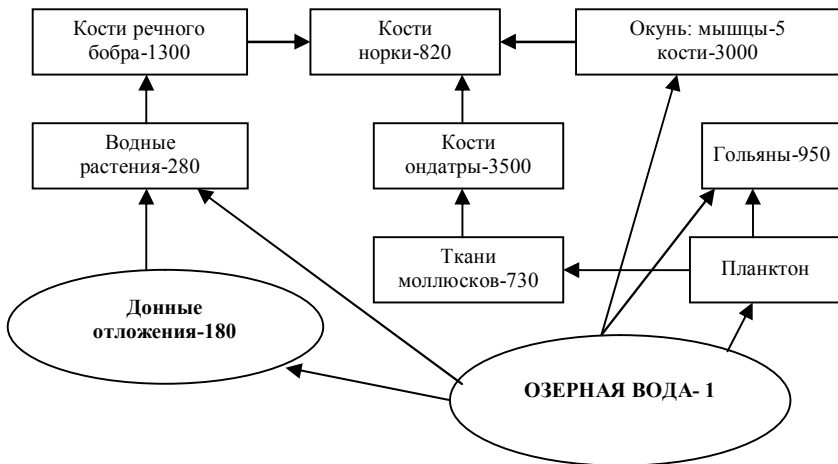 Кости речного
бобра-1300
Кости
норки-820
Окунь: мышцы-5
кости-3000
Водные
растения-280
Кости
ондатры-3500
Гольяны-950
Ткани
моллюсков-730
Планктон
Донные
отложения-180
ОЗЕРНАЯ ВОДА- 1